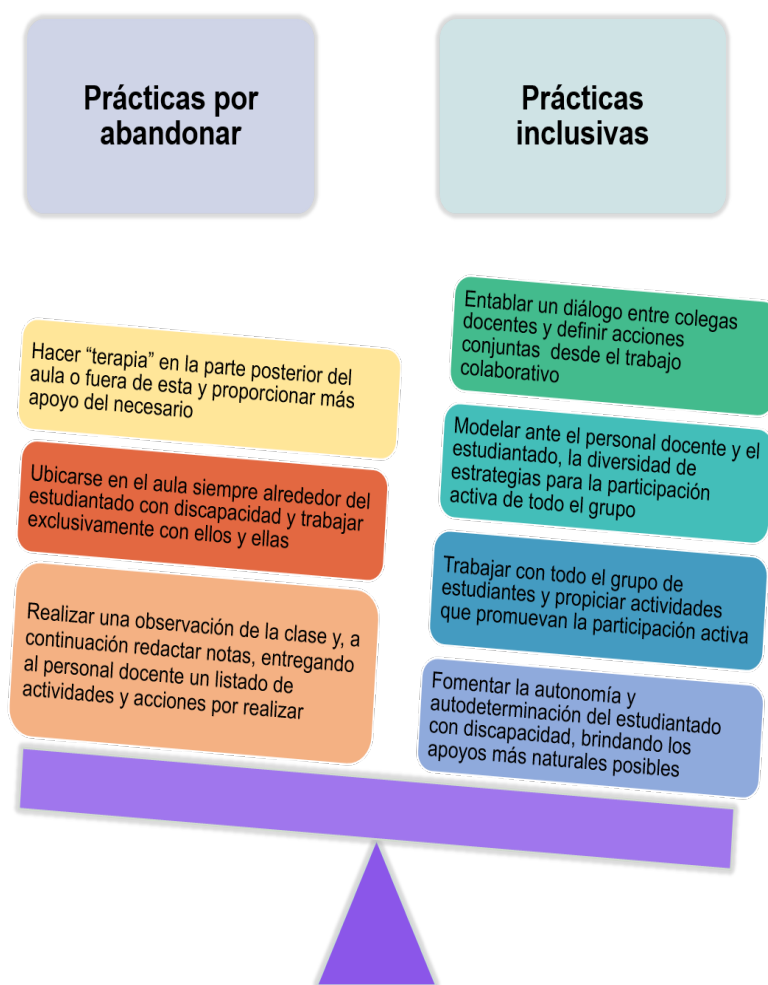 Prácticas por
abandonar
Prácticas
inclusivas
Hacer “terapia” en la parte posterior del
aula o fuera de esta y proporcionar más
apoyo del necesario
Ubicarse en el aula siempre alrededor del
estudiantado con discapacidad y trabajar
exclusivamente con ellos y ellas
Realizar una observación de la clase y, a
continuación redactar notas, entregando
al personal docente un listado de
actividades y acciones por realizar
Entablar un diálogo entre colegas
docentes y definir acciones
conjuntas desde el trabajo
colaborativo
Modelar ante el personal docente y el
estudiantado, la diversidad de
estrategias para la participación
activa de todo el grupo
Trabajar con todo el grupo de
estudiantes y propiciar actividades
que promuevan la participación activa
Fomentar la autonomía y
autodeterminación del estudiantado
con discapacidad, brindando los
apoyos más naturales posibles